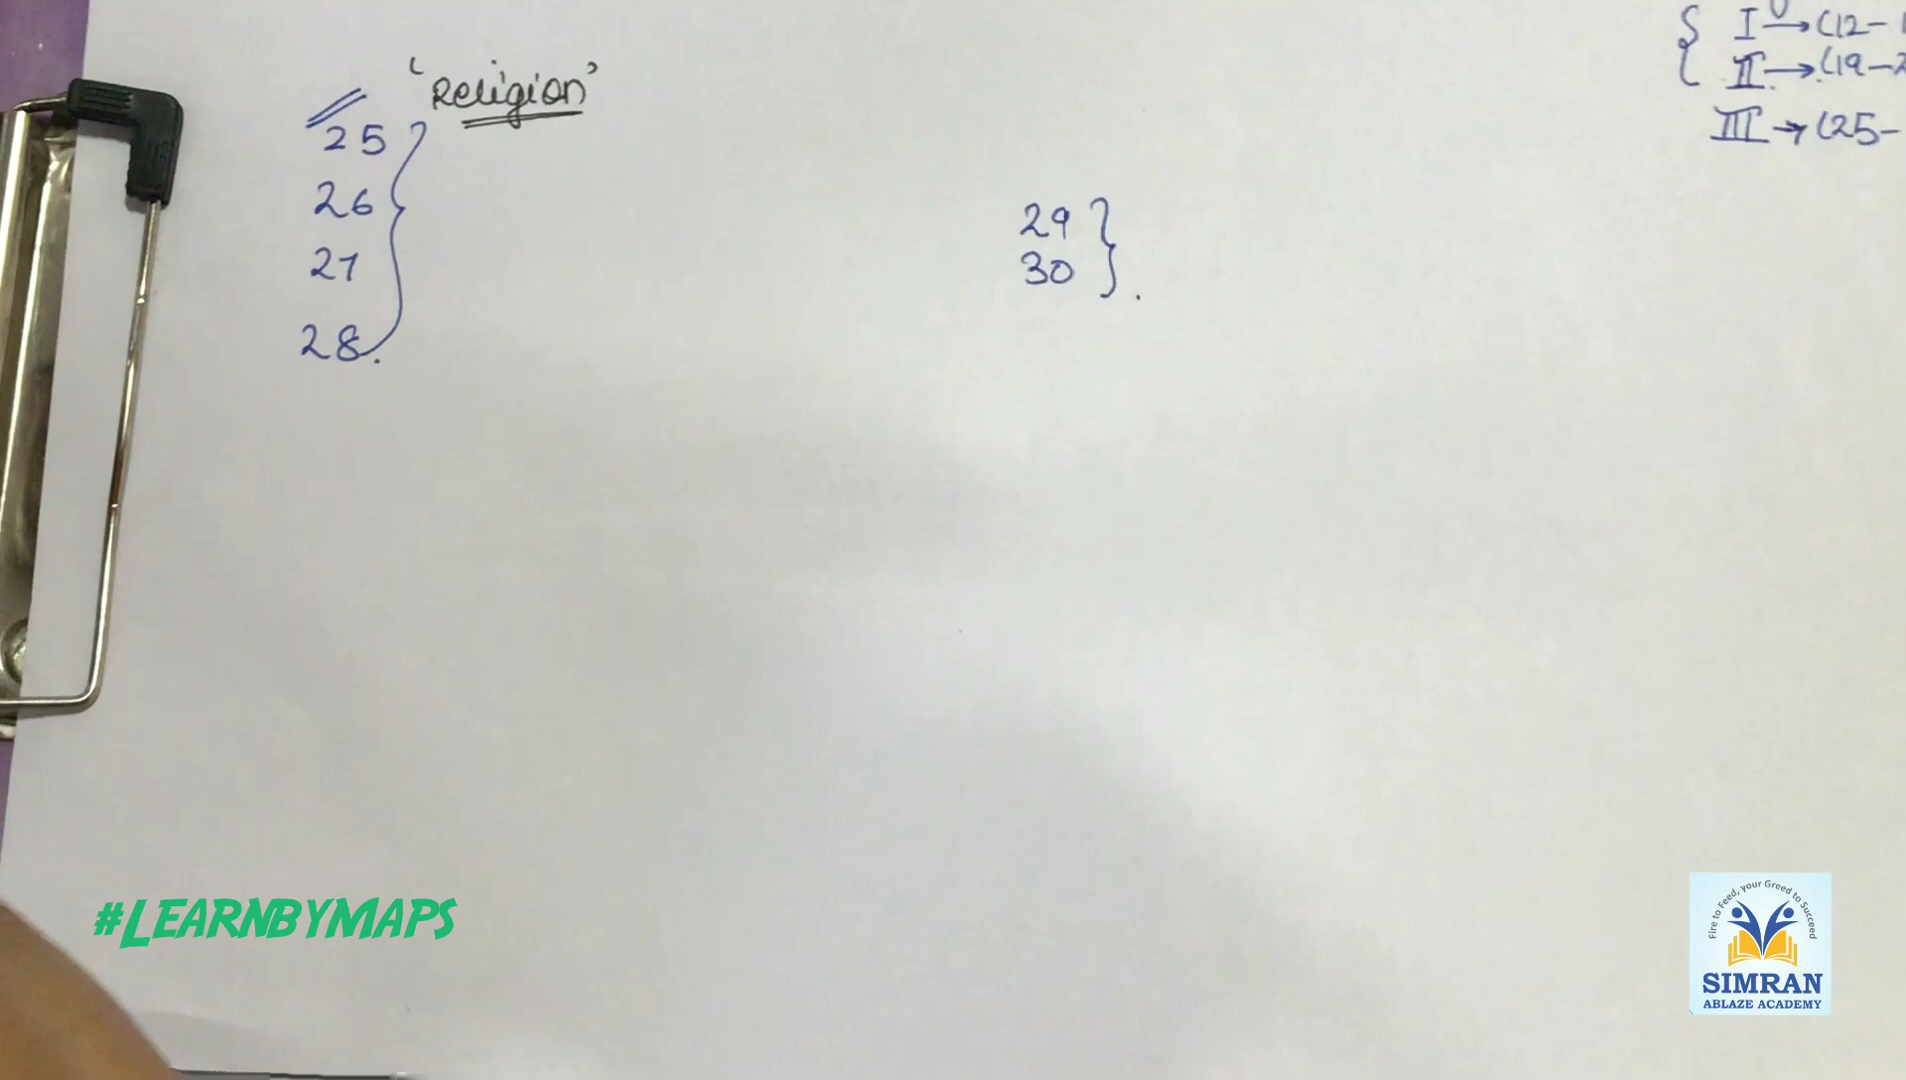 'Religion'
25
26
27
28.
29
30
I → (12-
II → (19-2
III → (25-
#LEARNBYMAPS
Fire to Feed, your Greed to Succeed
SIMRAN
ABLAZE ACADEMY